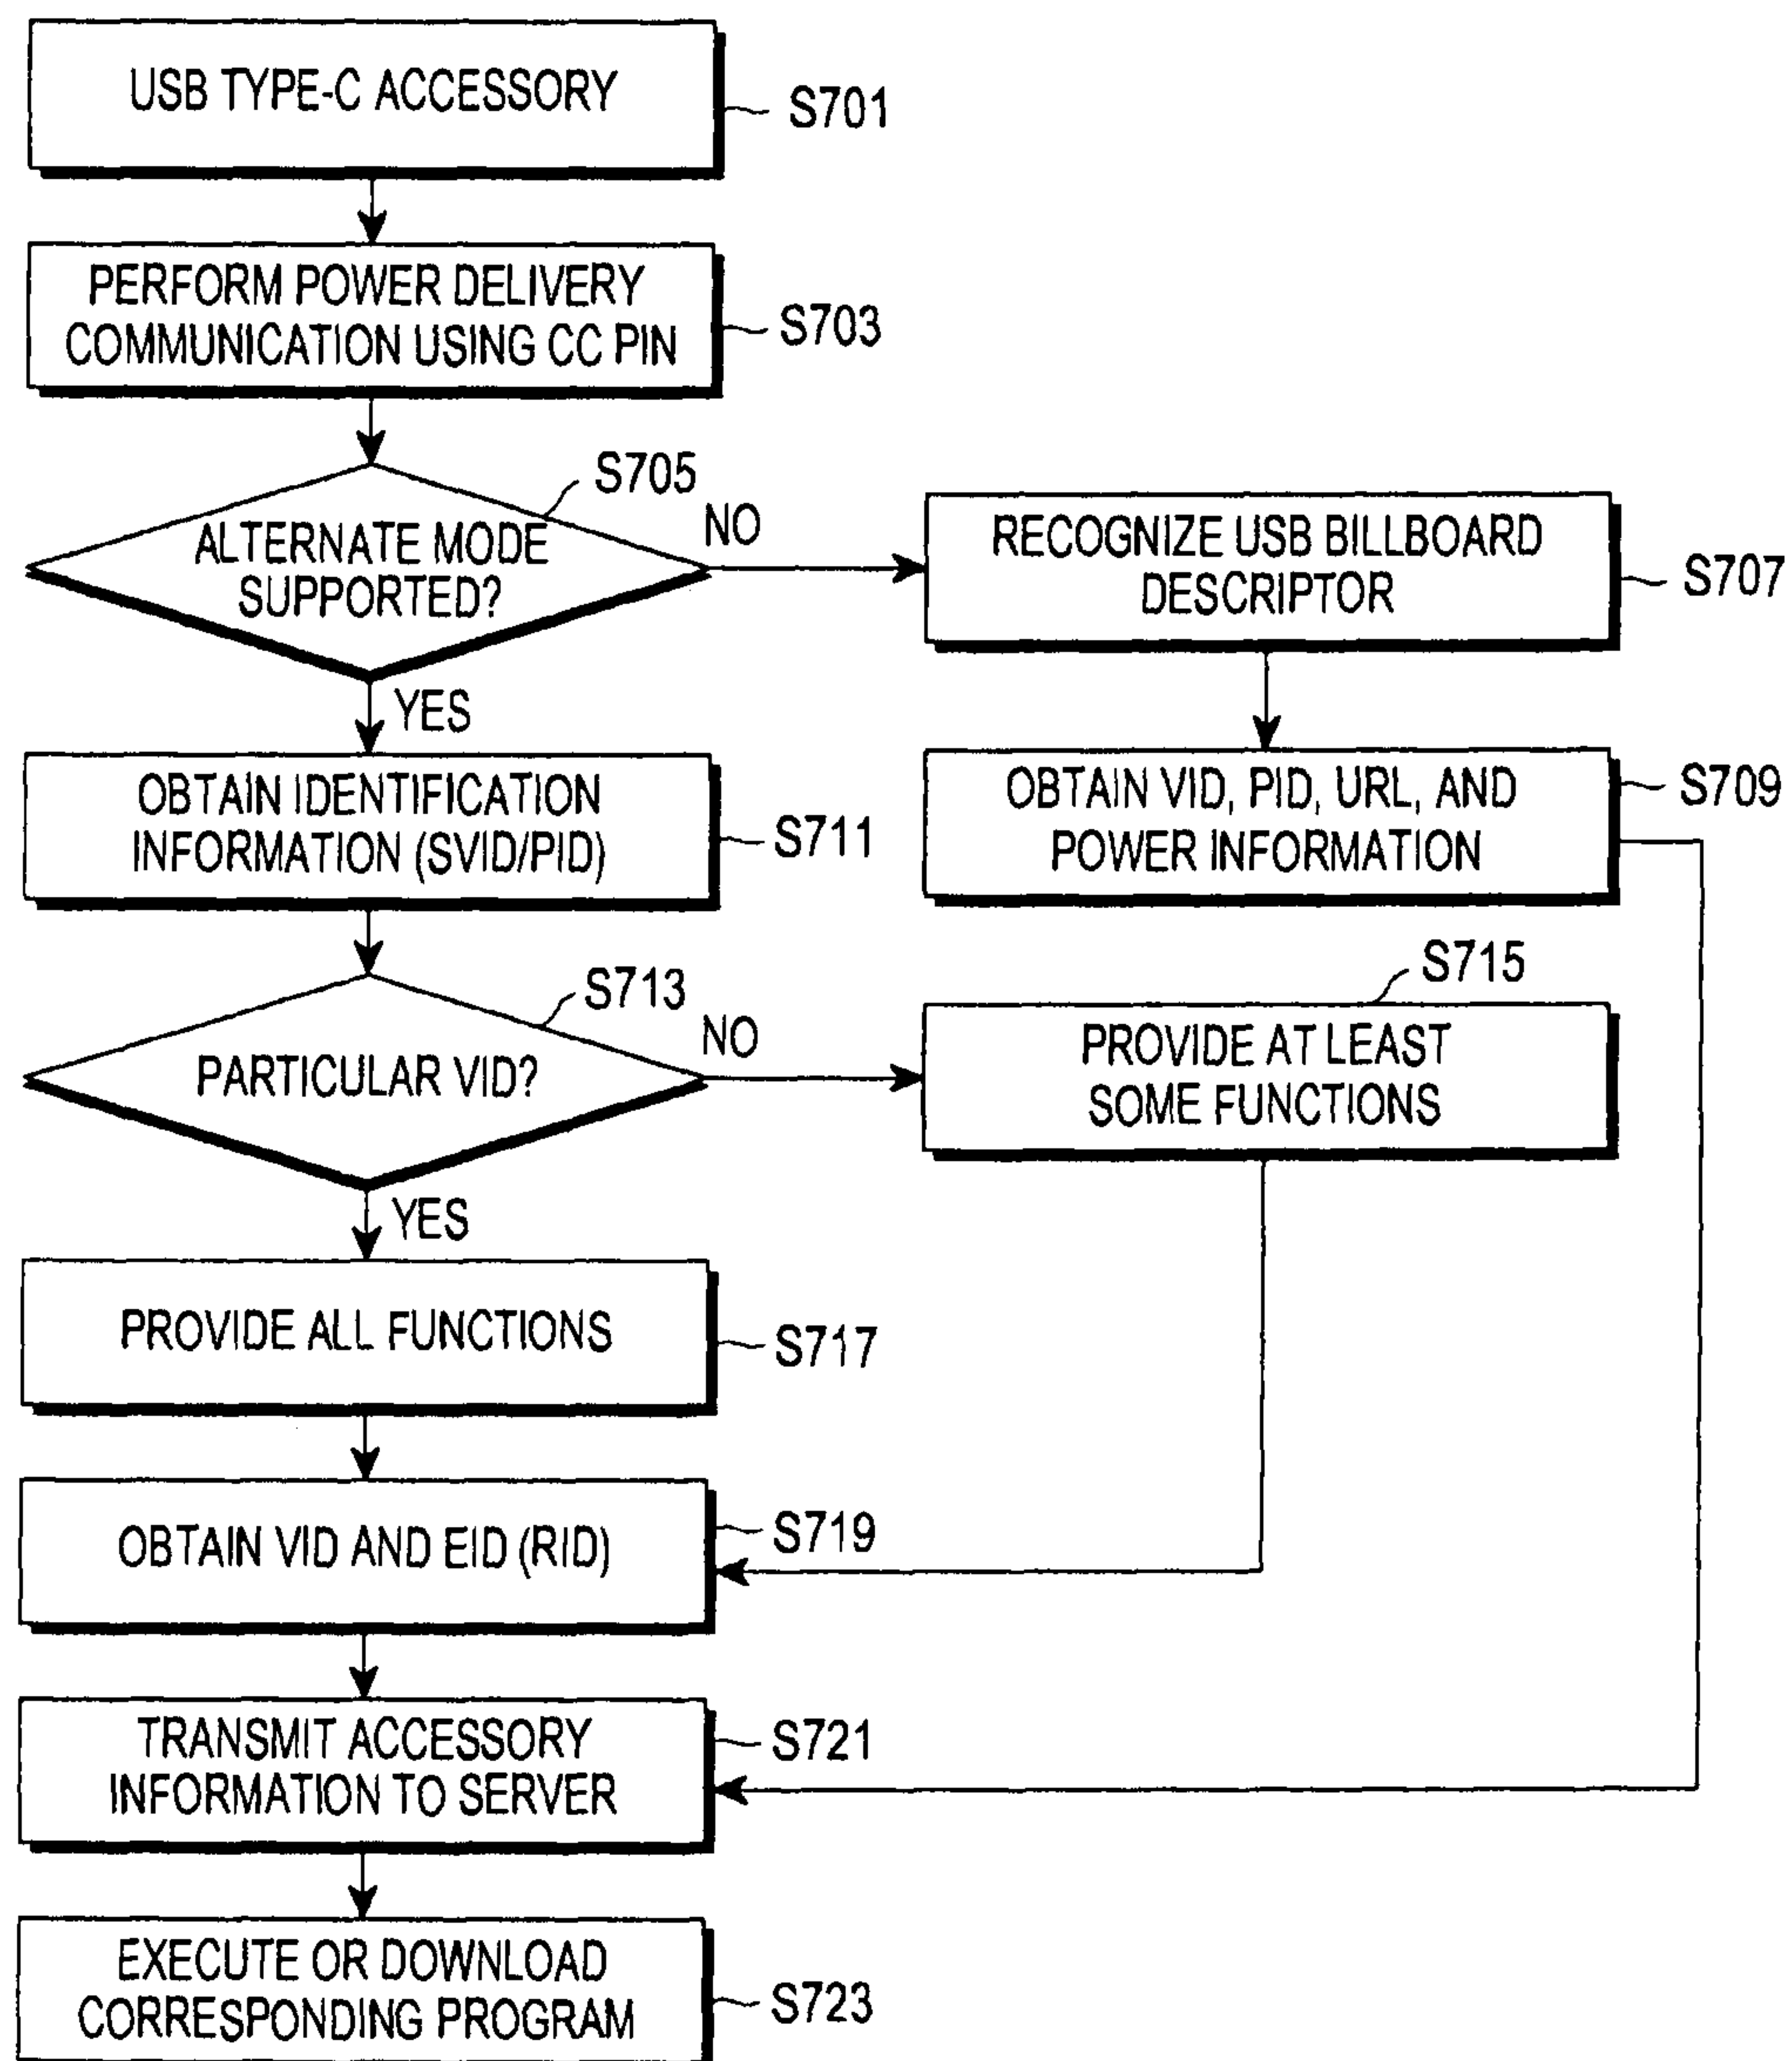 USB TYPE-C ACCESSORY
S701
PERFORM POWER DELIVERY
COMMUNICATION USING CC PIN
S703
S705
ALTERNATE MODE
SUPPORTED?
NO
YES
RECOGNIZE USB BILLBOARD
DESCRIPTOR
S707
OBTAIN VID, PID, URL, AND
POWER INFORMATION
S709
OBTAIN IDENTIFICATION
INFORMATION (SVID/PID)
S711
S713
PARTICULAR VID?
NO
YES
S715
PROVIDE AT LEAST
SOME FUNCTIONS
PROVIDE ALL FUNCTIONS
S717
OBTAIN VID AND EID (RID)
S719
TRANSMIT ACCESSORY
INFORMATION TO SERVER
S721
EXECUTE OR DOWNLOAD
CORRESPONDING PROGRAM
S723